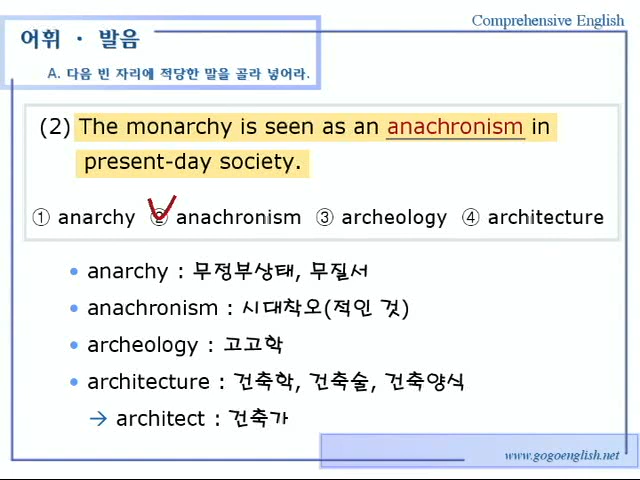 Comprehensive English
어휘 · 발음
A. 다음 빈 자리에 적당한 말을 골라 넣어라.
(2) The monarchy is seen as an anachronism in
present-day society.
① anarchy ② anachronism ③ archeology ④ architecture
• anarchy : 무정부상태, 무질서
• anachronism : 시대착오(적인 것)
• archeology : 고고학
• architecture : 건축학, 건축술, 건축양식
→ architect : 건축가
www.gogoenglish.net